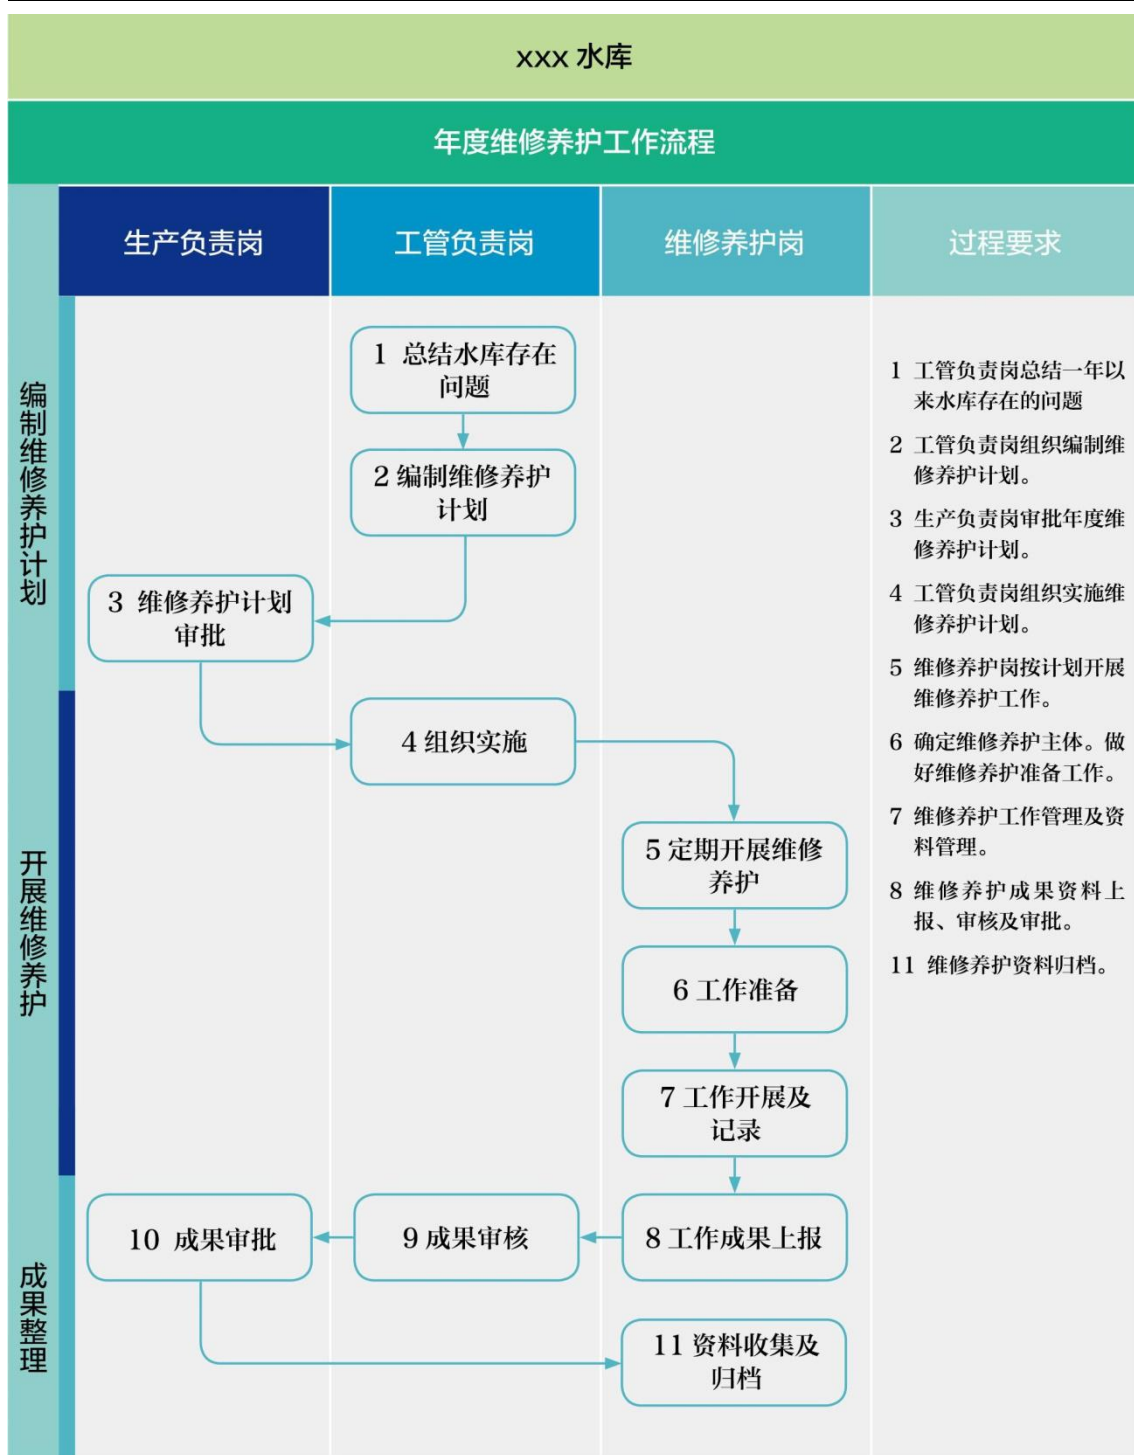 xxx 水库
年度维修养护工作流程
生产负责岗
工管负责岗
维修养护岗
过程要求
编制维修养护计划
1 总结水库存在
问题
2 编制维修养护
计划
3 维修养护计划
审批
开展维修养护
4 组织实施
5 定期开展维修
养护
6 工作准备
7 工作开展及
记录
成果整理
8 工作成果上报
9 成果审核
10 成果审批
11 资料收集及
归档
1 工管负责岗总结一年以
来水库存在的问题
2 工管负责岗组织编制维
修养护计划。
3 生产负责岗审批年度维
修养护计划。
4 工管负责岗组织实施维
修养护计划。
5 维修养护岗按计划开展
维修养护工作。
6 确定维修养护主体。做
好维修养护准备工作。
7 维修养护工作管理及资
料管理。
8 维修养护成果资料上
报、审核及审批。
11 维修养护资料归档。